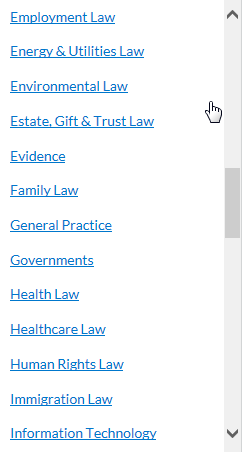 Employment Law
Energy & Utilities Law
Environmental Law
Estate, Gift & Trust Law
Evidence
Family Law
General Practice
Governments
Health Law
Healthcare Law
Human Rights Law
Immigration Law
Information Technology